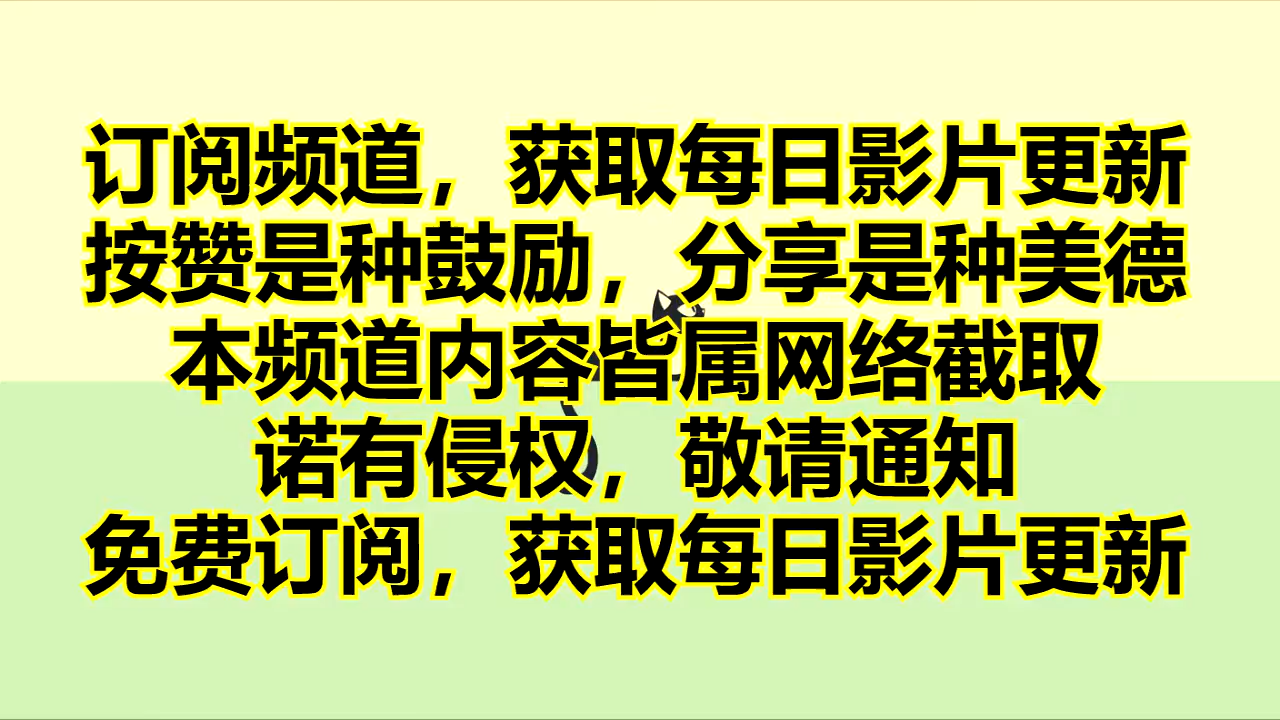 订阅频道，获取每日影片更新
按赞是种鼓励，分享是种美德
本频道内容皆属网络截取
诺有侵权，敬请通知
免费订阅，获取每日影片更新